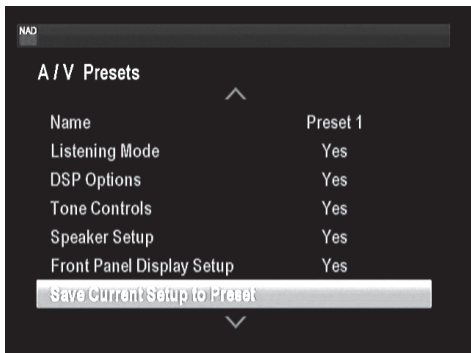 NAD
A / V Presets
Name Preset 1
Listening Mode Yes
DSP Options Yes
Tone Controls Yes
Speaker Setup Yes
Front Panel Display Setup Yes
Save Current Setup to Preset